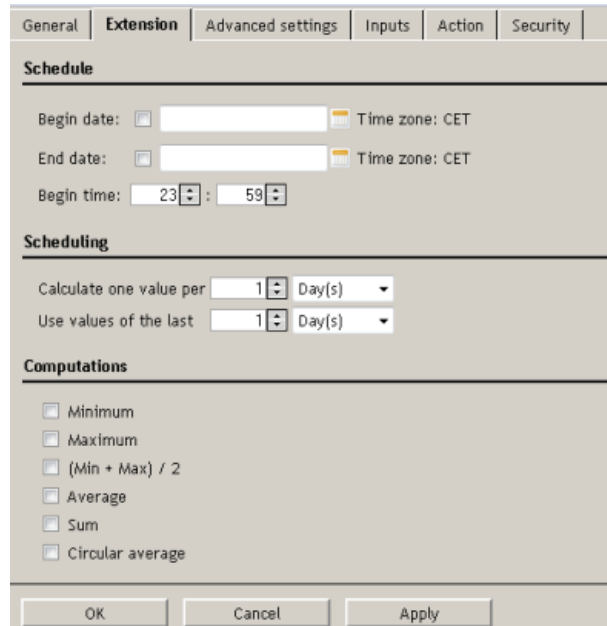 General Extension Advanced settings Inputs Action Security
Schedule
Begin date: Time zone: CET
End date: Time zone: CET
Begin time: 23 : 59
Scheduling
Calculate one value per 1 Day(s)
Use values of the last 1 Day(s)
Computations
Minimum
Maximum
(Min + Max) / 2
Average
Sum
Circular average
OK Cancel Apply